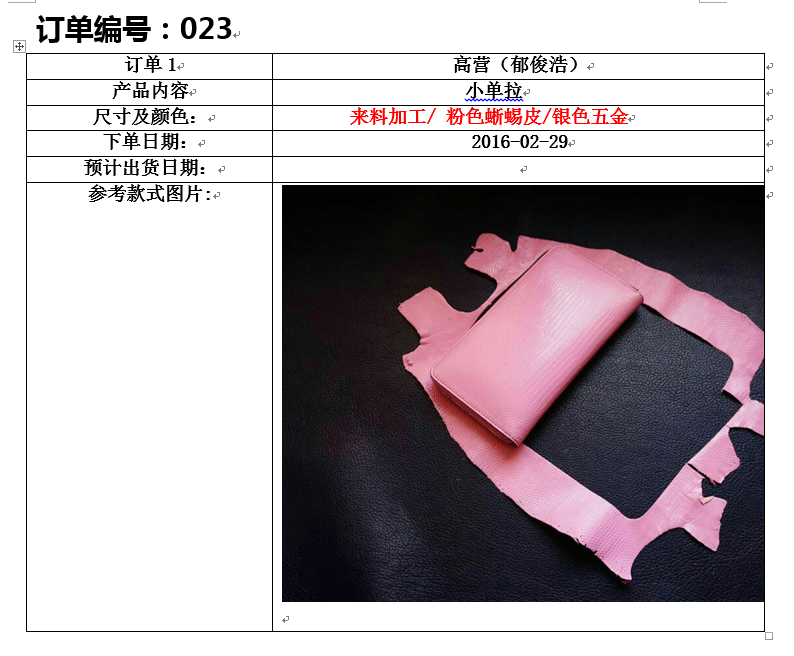 订单编号：023
订单 1
高营（郁俊浩）
产品内容
小单拉
尺寸及颜色：
来料加工/ 粉色蜥蜴皮/银色五金
下单日期：
2016-02-29
预计出货日期：
参考款式图片: